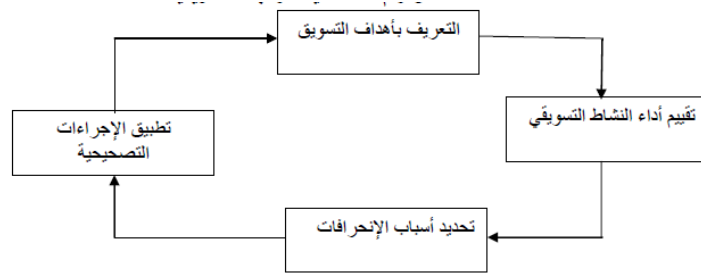 التعريف بأهداف التسويق
تقييم أداء النشاط التسويقي
تطبيق الإجراءات
التصحيحية
تحديد أسباب الإنحرافات